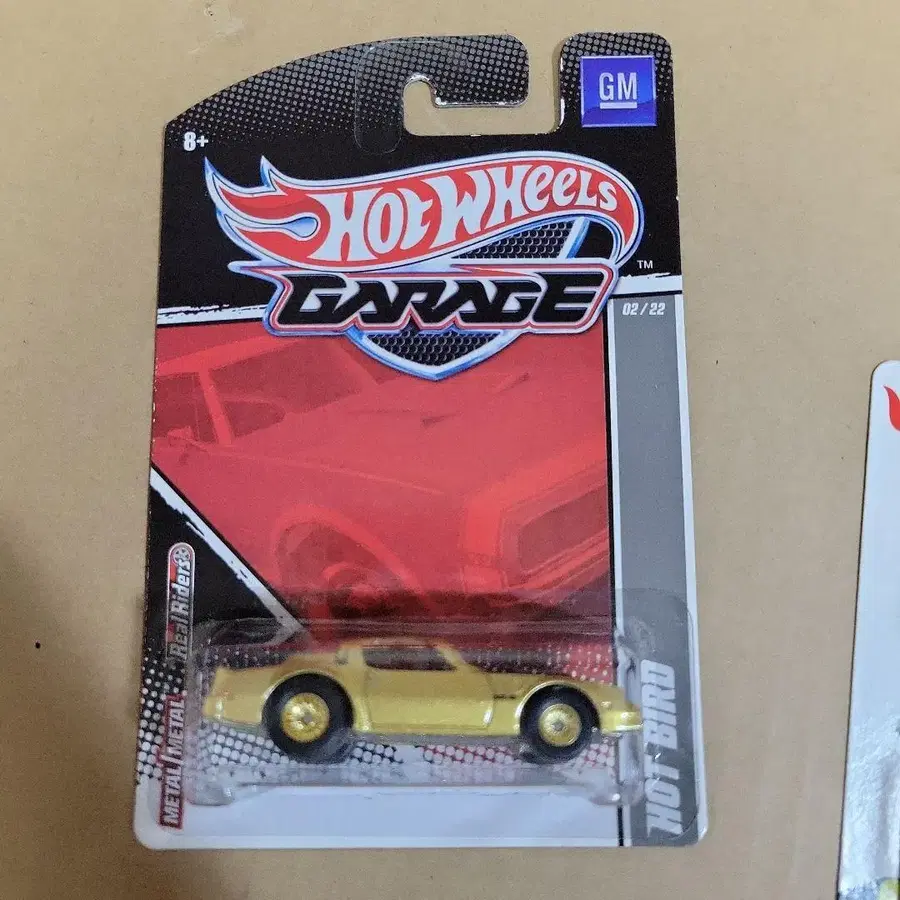 GM
8+
HOT WHEELS
TM
GARAGE
02/22
Real Riders
METAL/METAL
HOT BIRD